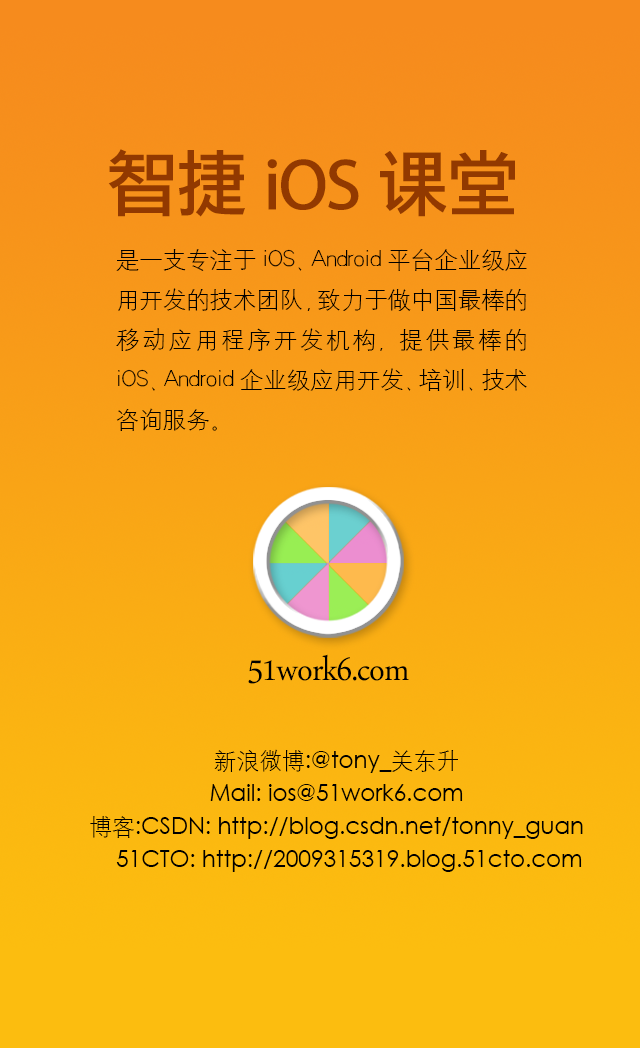 智捷 iOS 课堂
是一支专注于 iOS、Android 平台企业级应
用开发的技术团队, 致力于做中国最棒的
移动应用程序开发机构, 提供最棒的
iOS、Android 企业级应用开发、培训、技术
咨询服务。
51work6.com
新浪微博:@tony_关东升
Mail: ios@51work6.com
博客:CSDN: http://blog.csdn.net/tonny_guan
51CTO: http://2009315319.blog.51cto.com